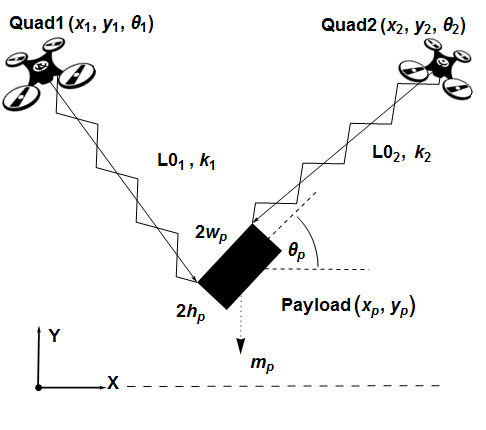 Quad1 (x₁, y₁, θ₁)
Quad2 (x₂, y₂, θ₂)
L0₁ , k₁
L0₂, k₂
2wₚ
θₚ
2hₚ
Payload (xₚ, yₚ)
Y
mₚ
X